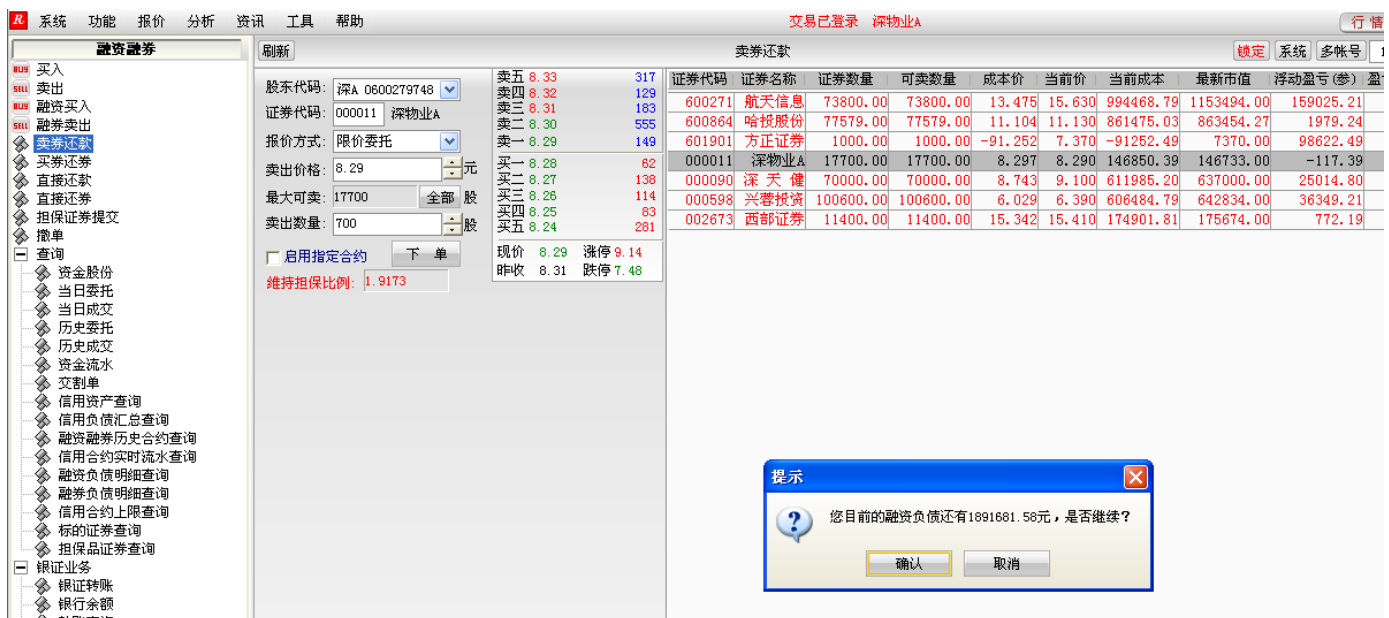 R 系统 功能 报价 分析 资讯 工具 帮助 交易已登录 深物业A 行 情
融资融券 刷新 卖券还款 锁定 系统 多帐号 1
BUY 买入
SELL 卖出
BUY 融资买入
SELL 融券卖出
卖券还款
买券还券
直接还款
直接还券
担保证券提交
撤单
查询
资金股份
当日委托
当日成交
历史委托
历史成交
资金流水
交割单
信用资产查询
信用负债汇总查询
融资融券历史合约查询
信用合约实时流水查询
融资负债明细查询
融券负债明细查询
信用合约上限查询
标的证券查询
担保品证券查询
银证业务
银证转账
银行余额
股东代码: 深A 0600279748
证券代码: 000011 深物业A
报价方式: 限价委托
卖出价格: 8.29 元
最大可卖: 17700 全部 股
卖出数量: 700 股
启用指定合约 下 单
维持担保比例: 1.9173
卖五 8.33 317
卖四 8.32 129
卖三 8.31 183
卖二 8.30 555
卖一 8.29 149
买一 8.28 62
买二 8.27 138
买三 8.26 114
买四 8.25 83
买五 8.24 281
现价 8.29 涨停 9.14
昨收 8.31 跌停 7.48
证券代码 证券名称 证券数量 可卖数量 成本价 当前价 当前成本 最新市值 浮动盈亏(参) 盈
600271 航天信息 73800.00 73800.00 13.475 15.630 994468.79 1153494.00 159025.21
600864 哈投股份 77579.00 77579.00 11.104 11.130 861475.03 863454.27 1979.24
601901 方正证券 1000.00 1000.00 -91.252 7.370 -91252.49 7370.00 98622.49
000011 深物业A 17700.00 17700.00 8.297 8.290 146850.39 146733.00 -117.39
000090 深 天 健 70000.00 70000.00 8.743 9.100 611985.20 637000.00 25014.80
000598 兴蓉投资 100600.00 100600.00 6.029 6.390 606484.79 642834.00 36349.21
002673 西部证券 11400.00 11400.00 15.342 15.410 174901.81 175674.00 772.19
提示
您目前的融资负债还有1891681.58元，是否继续?
确认 取消